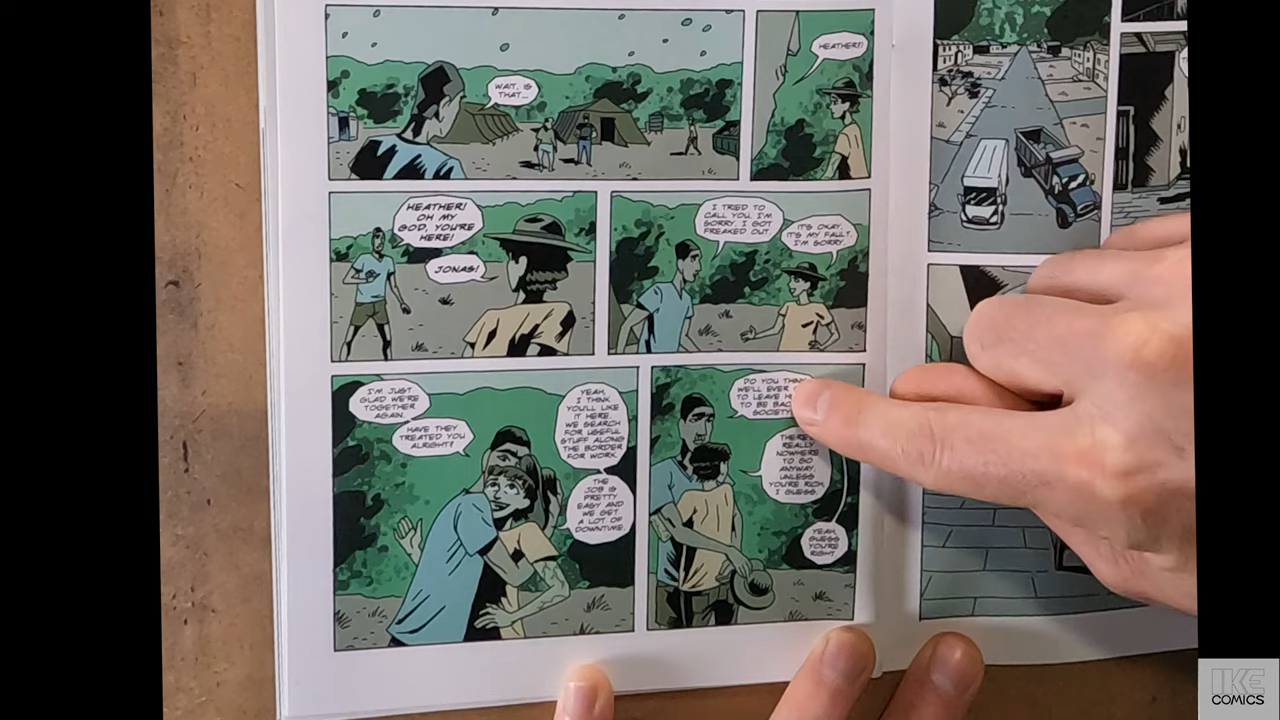 WAIT, IS
THAT...
HEATHER!
HEATHER!
OH MY
GOD, YOU'RE
HERE!
JONAS!
I TRIED TO
CALL YOU. I'M
SORRY. I GOT
FREAKED OUT.
IT'S OKAY.
IT'S MY FAULT.
I'M SORRY.
I'M JUST
GLAD WE'RE
TOGETHER
AGAIN.
HAVE THEY
TREATED YOU
ALRIGHT?
YEAH,
I THINK
YOU'LL LIKE
IT HERE.
WE SEARCH
FOR USEFUL
STUFF ALONG
THE BORDER
FOR WORK.
THE
JOB IS
PRETTY
EASY AND
WE GET
A LOT OF
DOWNTIME.
DO YOU THINK
WE'LL EVER
TO LEAVE
TO BE
THERE'S
REALLY
NOWHERE
TO GO
ANYWAY.
UNLESS
YOU'RE RICH,
I GUESS.
YEAH,
GUESS
YOU'RE
RIGHT.
IKE
COMICS